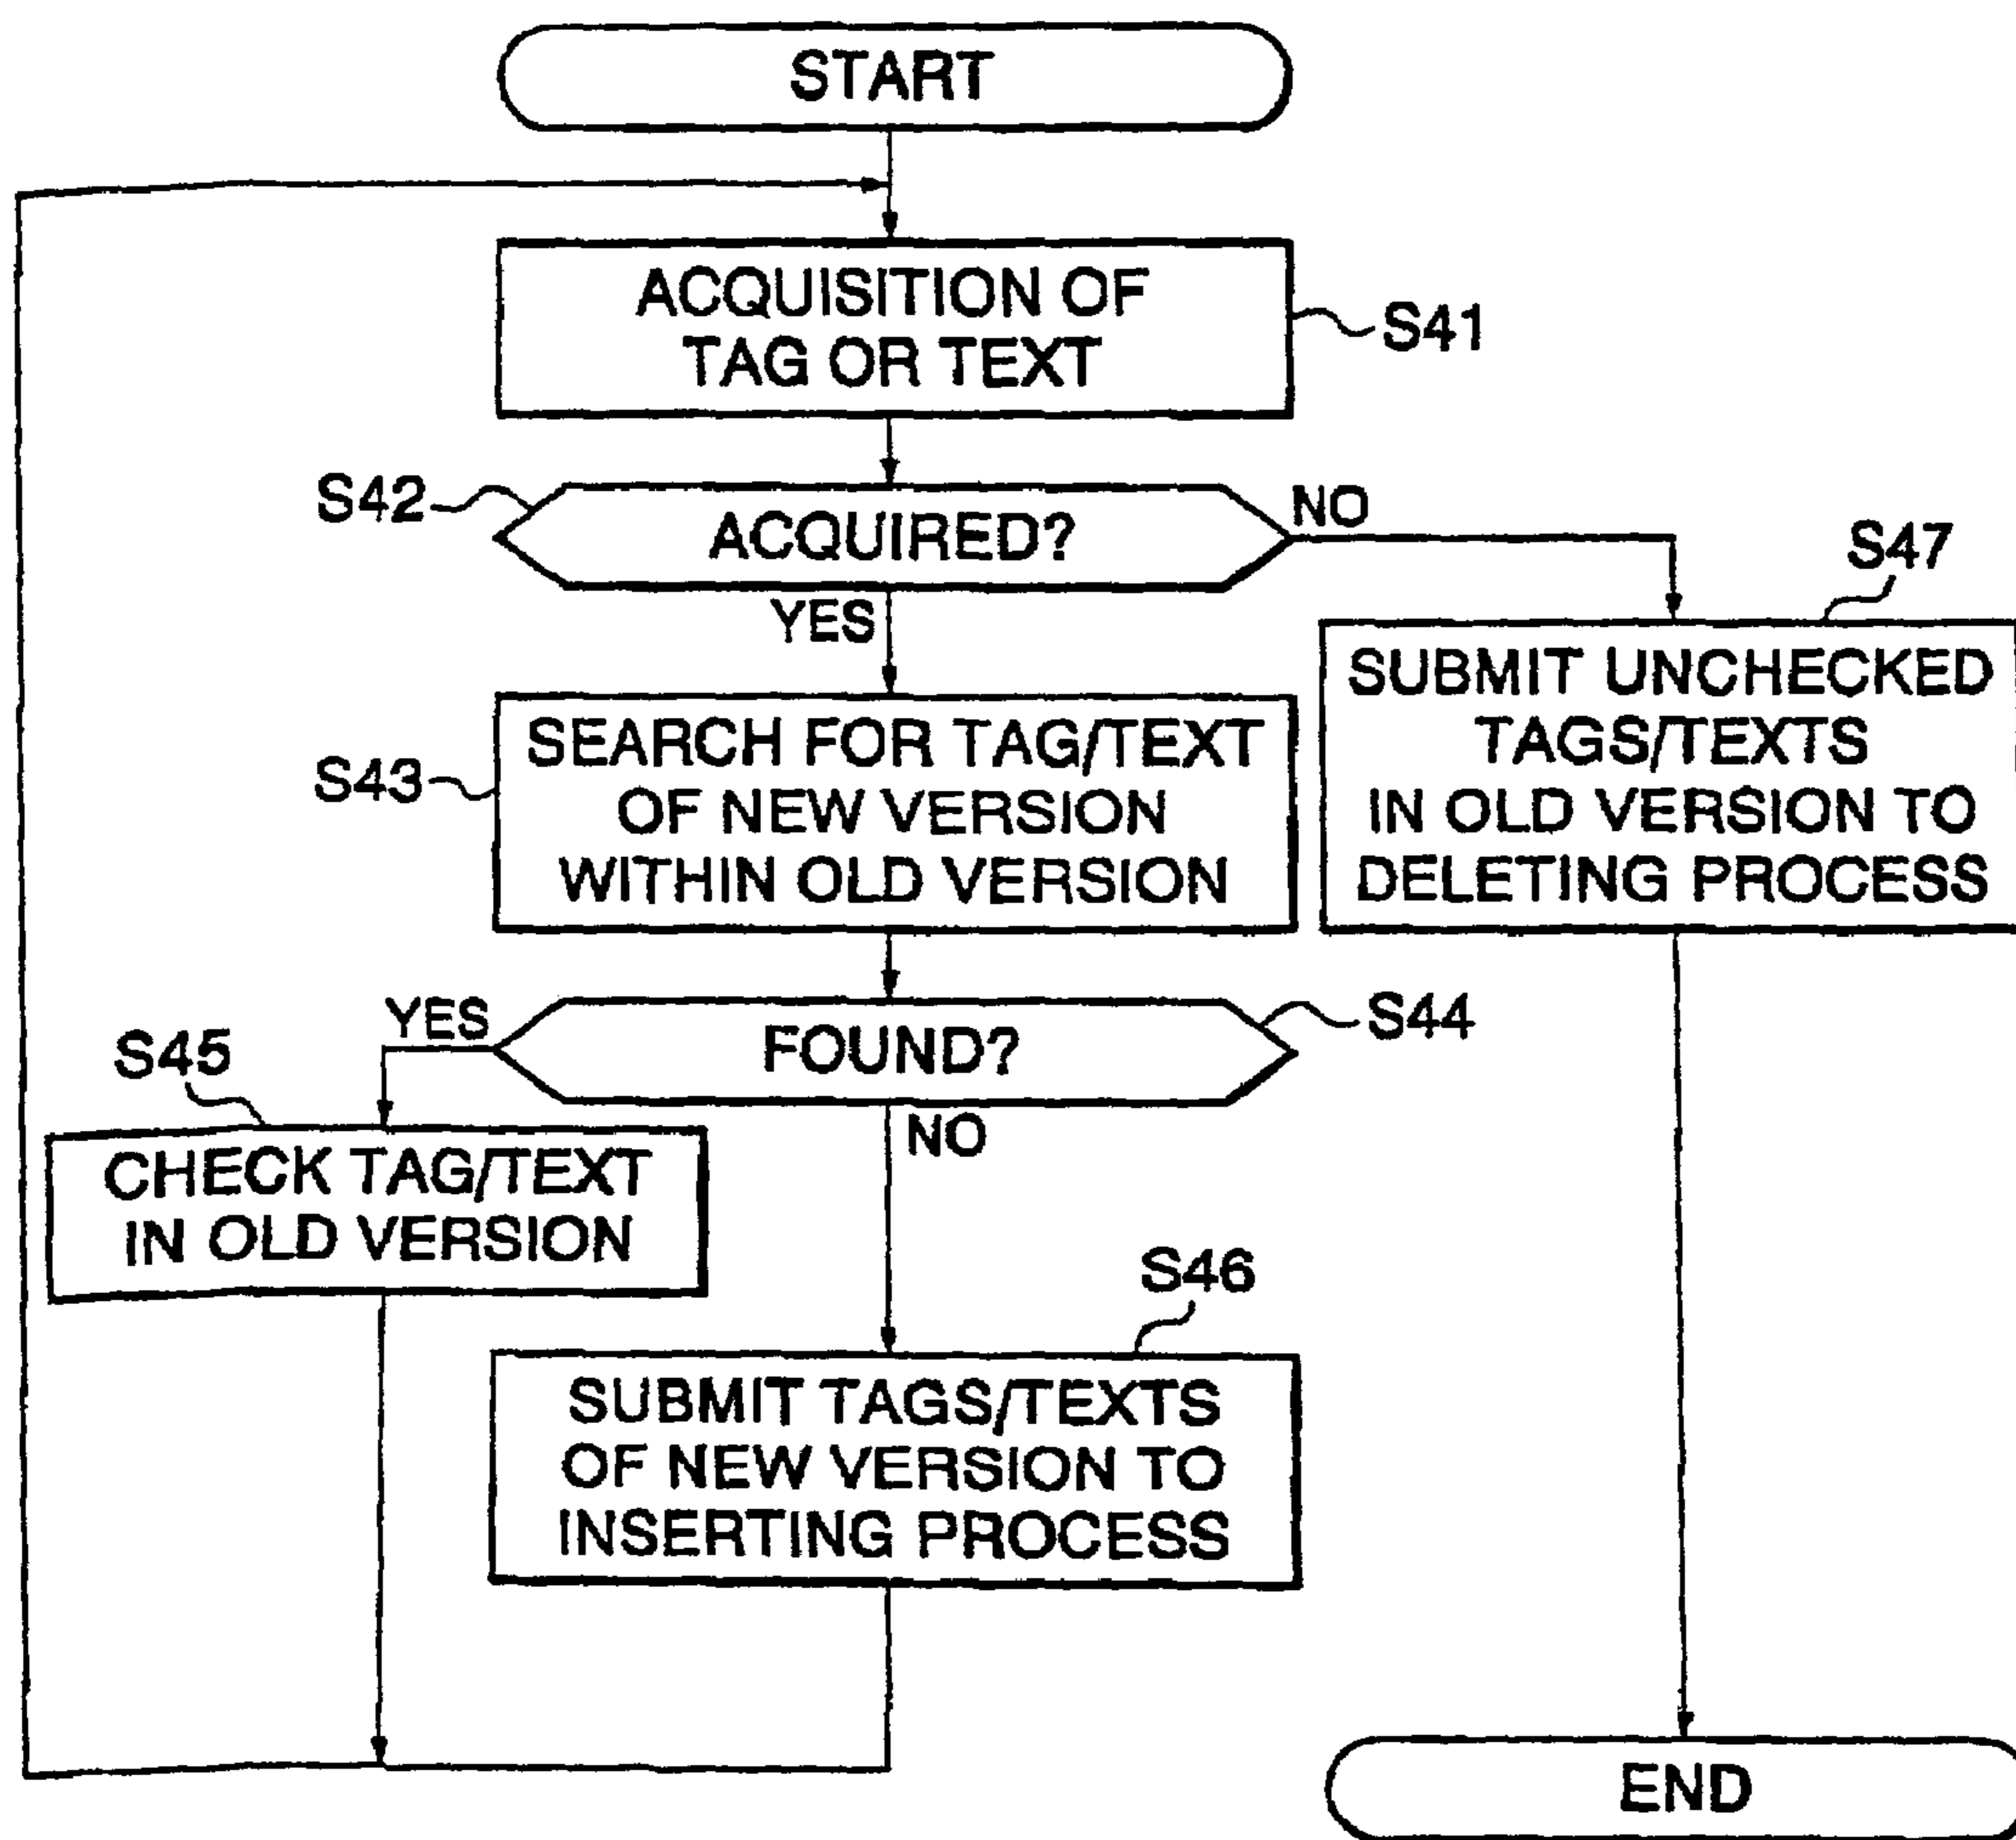 START
ACQUISITION OF
TAG OR TEXT
S41
S42
ACQUIRED?
NO
YES
S47
SUBMIT UNCHECKED
TAGS/TEXTS
IN OLD VERSION TO
DELETING PROCESS
S43
SEARCH FOR TAG/TEXT
OF NEW VERSION
WITHIN OLD VERSION
YES
FOUND?
S44
S45
NO
CHECK TAG/TEXT
IN OLD VERSION
S46
SUBMIT TAGS/TEXTS
OF NEW VERSION TO
INSERTING PROCESS
END